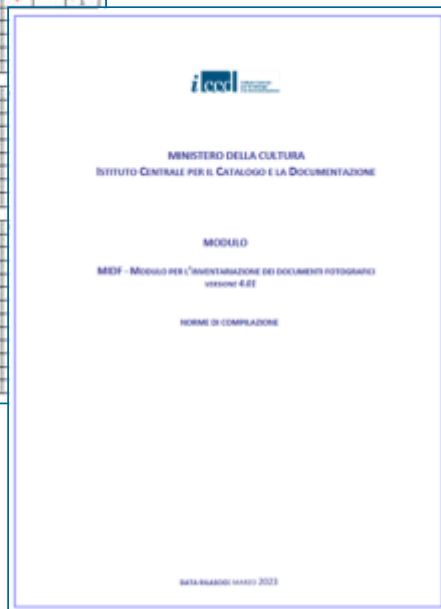 iccd
MINISTERO DELLA CULTURA
ISTITUTO CENTRALE PER IL CATALOGO E LA DOCUMENTAZIONE
MODULO
MIDF - MODULO PER L'INVENTARIAZIONE DEI DOCUMENTI FOTOGRAFICI
VERSIONE 4.01
NORME DI COMPILAZIONE
DATA RILASCIO: MARZO 2023